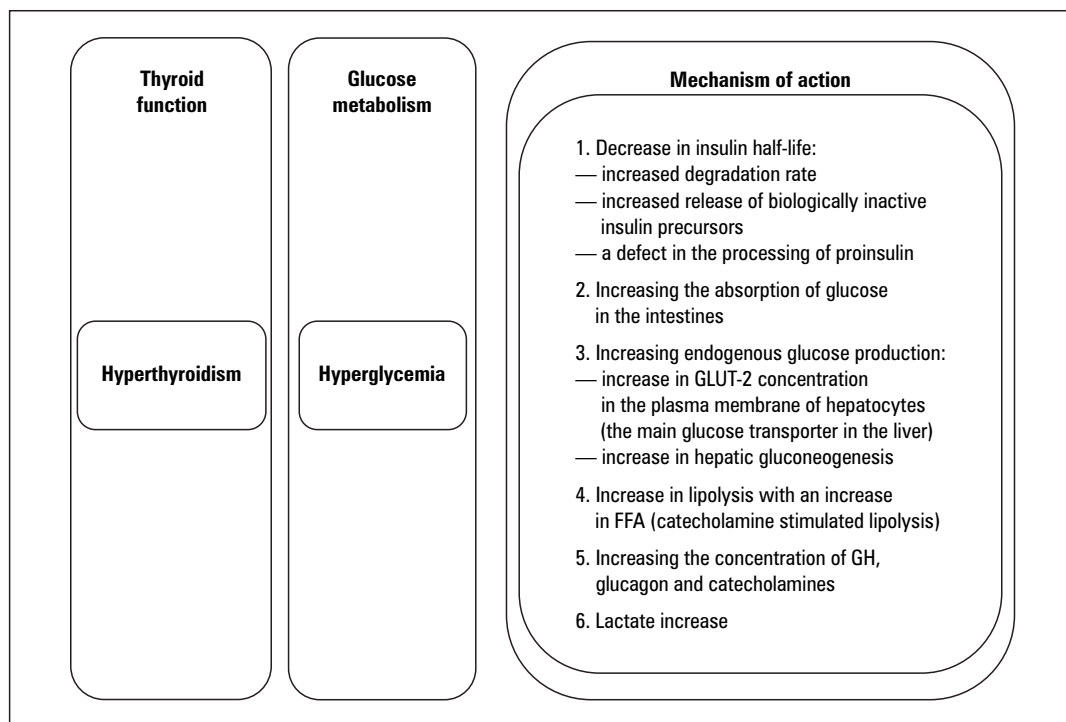 Thyroid
function
Hyperthyroidism
Glucose
metabolism
Hyperglycemia
Mechanism of action
1. Decrease in insulin half-life:
— increased degradation rate
— increased release of biologically inactive
insulin precursors
— a defect in the processing of proinsulin
2. Increasing the absorption of glucose
in the intestines
3. Increasing endogenous glucose production:
— increase in GLUT-2 concentration
in the plasma membrane of hepatocytes
(the main glucose transporter in the liver)
— increase in hepatic gluconeogenesis
4. Increase in lipolysis with an increase
in FFA (catecholamine stimulated lipolysis)
5. Increasing the concentration of GH,
glucagon and catecholamines
6. Lactate increase